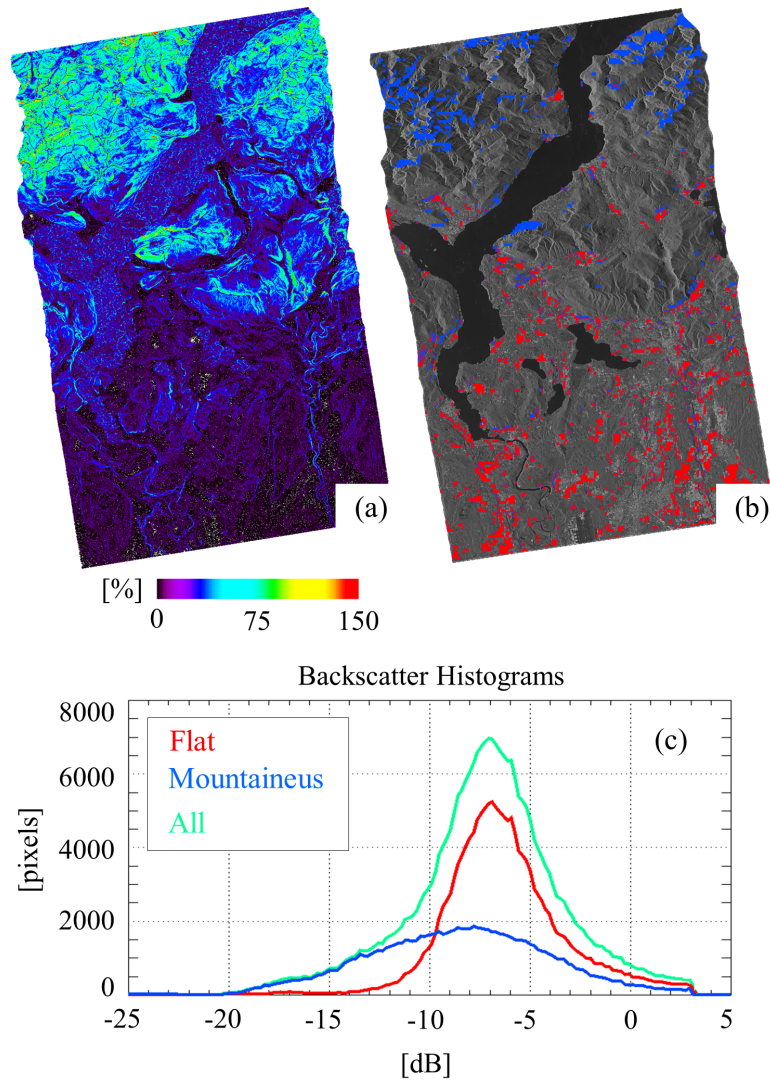 (a)
(b)
[%]
0 75 150
Backscatter Histograms
8000
6000
4000
2000
0
[pixels]
Flat
Mountaineus
All
(c)
-25 -20 -15 -10 -5 0 5
[dB]